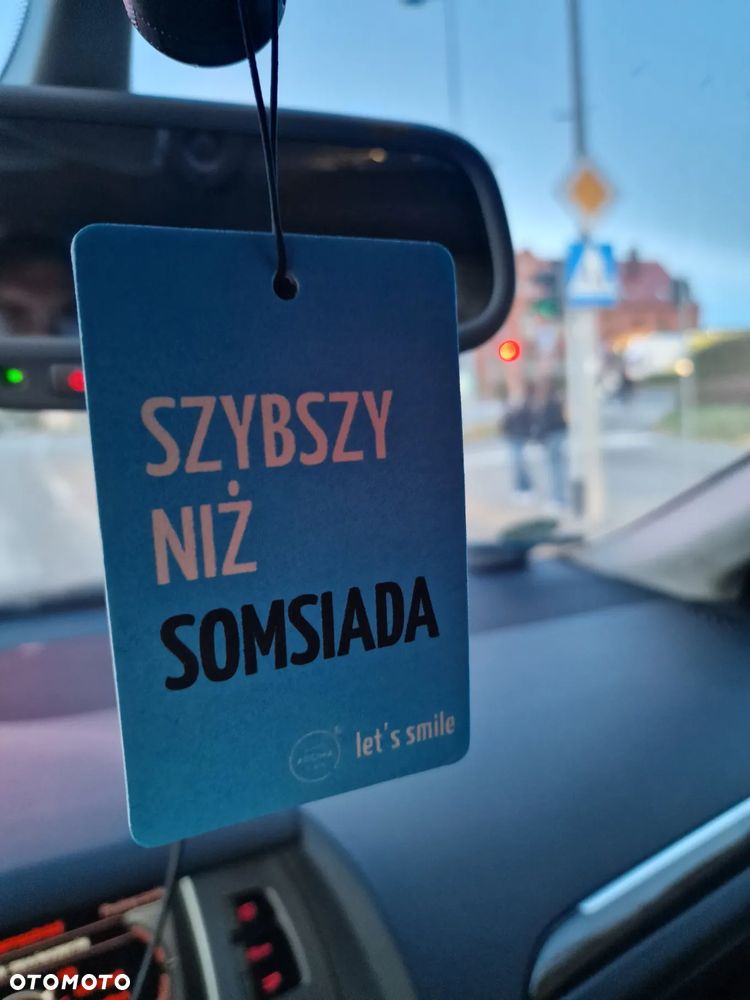 SZYBSZY
NIŻ
SOMSIADA
let's smile
OTOMOTO